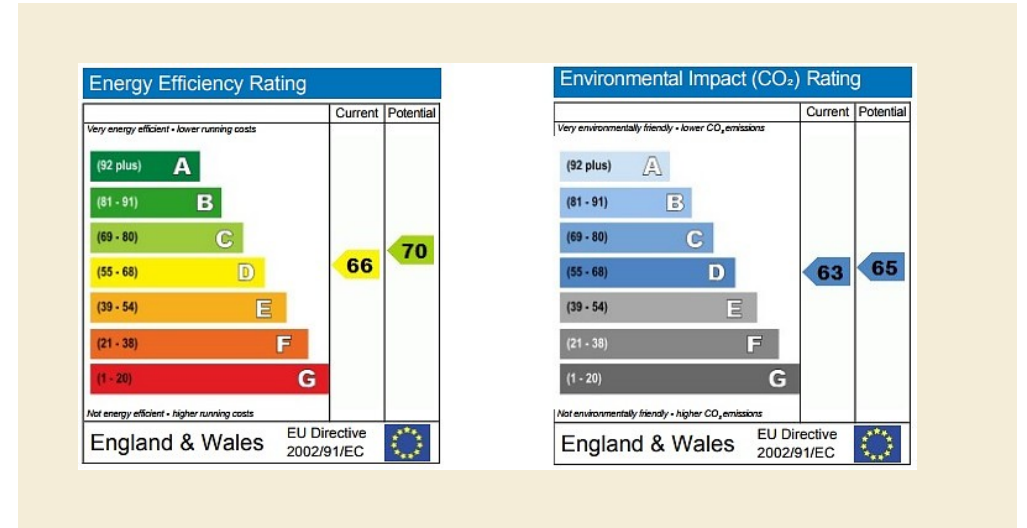 Energy Efficiency Rating
Current Potential
Very energy efficient • lower running costs
(92 plus) A
(81 - 91) B
(69 - 80) C
(55 - 68) D
(39 - 54) E
(21 - 38) F
(1 - 20) G
66
70
Not energy efficient • higher running costs
England & Wales
EU Directive
2002/91/EC
Environmental Impact (CO₂) Rating
Current Potential
Very environmentally friendly • lower CO₂ emissions
(92 plus) A
(81 - 91) B
(69 - 80) C
(55 - 68) D
(39 - 54) E
(21 - 38) F
(1 - 20) G
63
65
Not environmentally friendly • higher CO₂ emissions
England & Wales
EU Directive
2002/91/EC